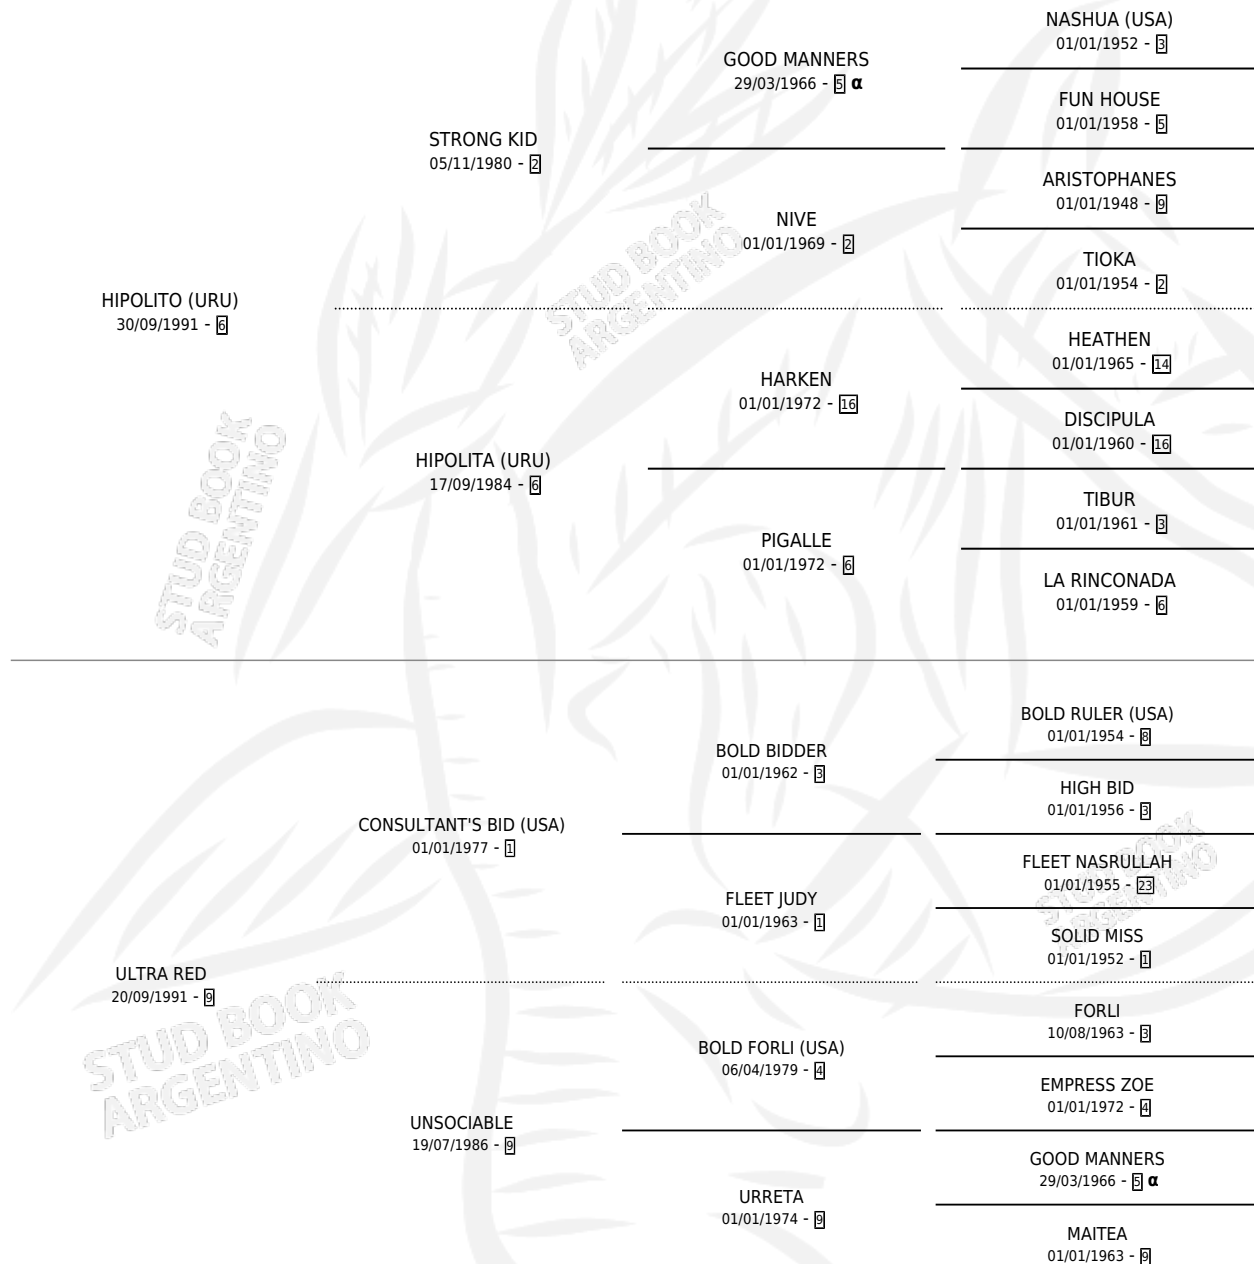 NASHUA (USA)
01/01/1952 - 3
GOOD MANNERS
29/03/1966 - 5 α
FUN HOUSE
01/01/1958 - 5
STRONG KID
05/11/1980 - 2
ARISTOPHANES
01/01/1948 - 9
NIVE
01/01/1969 - 2
TIOKA
01/01/1954 - 2
HIPOLITO (URU)
30/09/1991 - 6
HEATHEN
01/01/1965 - 14
HARKEN
01/01/1972 - 16
DISCIPULA
01/01/1960 - 16
HIPOLITA (URU)
17/09/1984 - 6
TIBUR
01/01/1961 - 3
PIGALLE
01/01/1972 - 6
LA RINCONADA
01/01/1959 - 6
STUD BOOK
ARGENTINO
STUD BOOK
ARGENTINO
BOLD RULER (USA)
01/01/1954 - 8
BOLD BIDDER
01/01/1962 - 3
HIGH BID
01/01/1956 - 3
CONSULTANT'S BID (USA)
01/01/1977 - 1
FLEET NASRULLAH
01/01/1955 - 23
FLEET JUDY
01/01/1963 - 1
SOLID MISS
01/01/1952 - 1
ULTRA RED
20/09/1991 - 9
FORLI
10/08/1963 - 3
BOLD FORLI (USA)
06/04/1979 - 4
EMPRESS ZOE
01/01/1972 - 4
UNSOCIABLE
19/07/1986 - 9
GOOD MANNERS
29/03/1966 - 5 α
URRETA
01/01/1974 - 9
MAITEA
01/01/1963 - 9
STUD BOOK
ARGENTINO
STUD BOOK
ARGENTINO